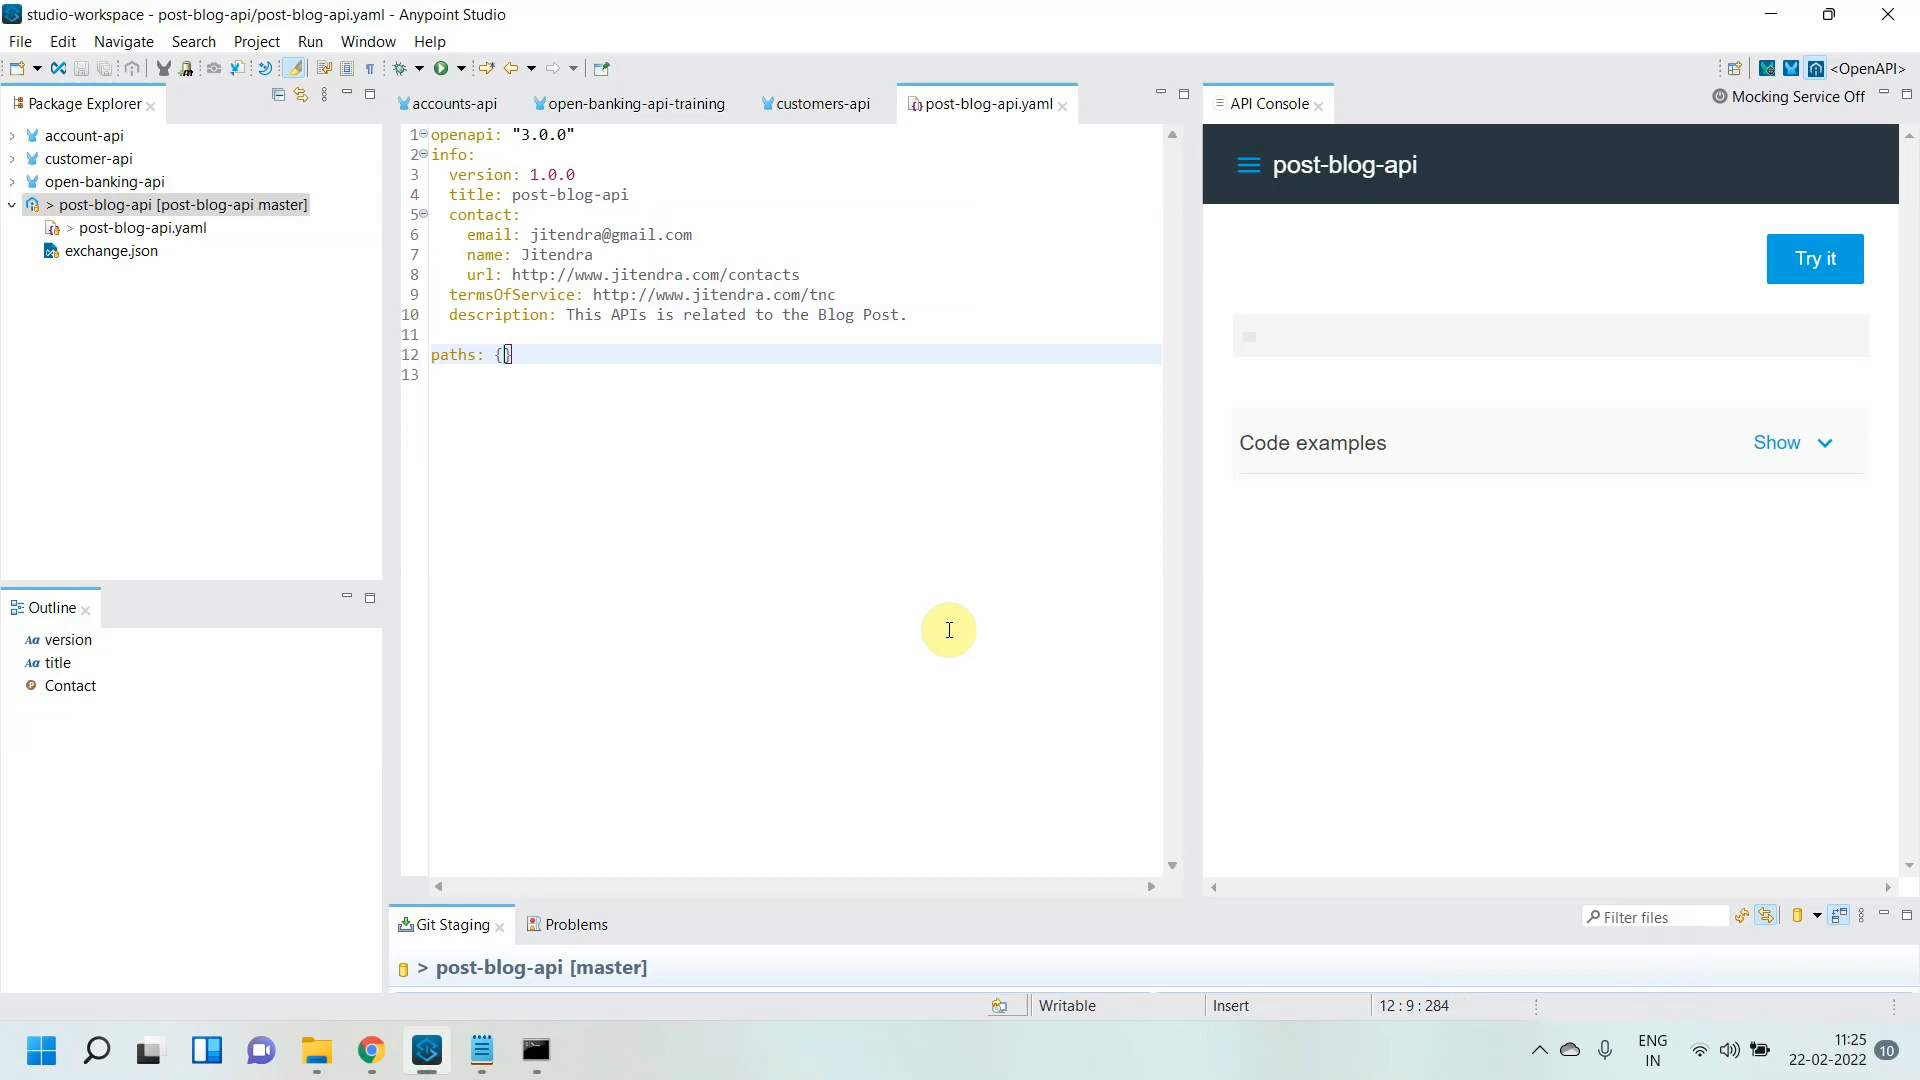 studio-workspace - post-blog-api/post-blog-api.yaml - Anypoint Studio
File Edit Navigate Search Project Run Window Help
<OpenAPI>
Package Explorer
accounts-api
open-banking-api-training
customers-api
post-blog-api.yaml
API Console
Mocking Service Off
account-api
customer-api
open-banking-api
> post-blog-api [post-blog-api master]
> post-blog-api.yaml
exchange.json
1 openapi: "3.0.0"
2 info:
3 version: 1.0.0
4 title: post-blog-api
5 contact:
6 email: jitendra@gmail.com
7 name: Jitendra
8 url: http://www.jitendra.com/contacts
9 termsOfService: http://www.jitendra.com/tnc
10 description: This APIs is related to the Blog Post.
11
12 paths: {}
13
post-blog-api
Try it
Code examples
Show
Outline
Aa version
Aa title
P Contact
Git Staging
Problems
Filter files
> post-blog-api [master]
Writable
Insert
12 : 9 : 284
ENG
IN
11:25
22-02-2022
10